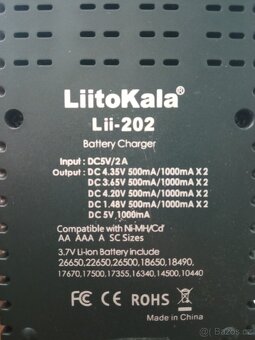 LiitoKala®
Lii-202
Battery Charger
Input : DC5V/2A
Output : DC 4.35V 500mA/1000mA X 2
DC 3.65V 500mA/1000mA X 2
DC 4.20V 500mA/1000mA X 2
DC 1.48V 500mA/1000mA X 2
DC 5V, 1000mA
Compatible with Ni-MH/Cd
AA AAA A SC Sizes
3.7V Li-ion Battery includ
26650,22650,26500,18650,18490,
17670,17500,17355,16340,14500,10440
FC CE ROHS
Made in China